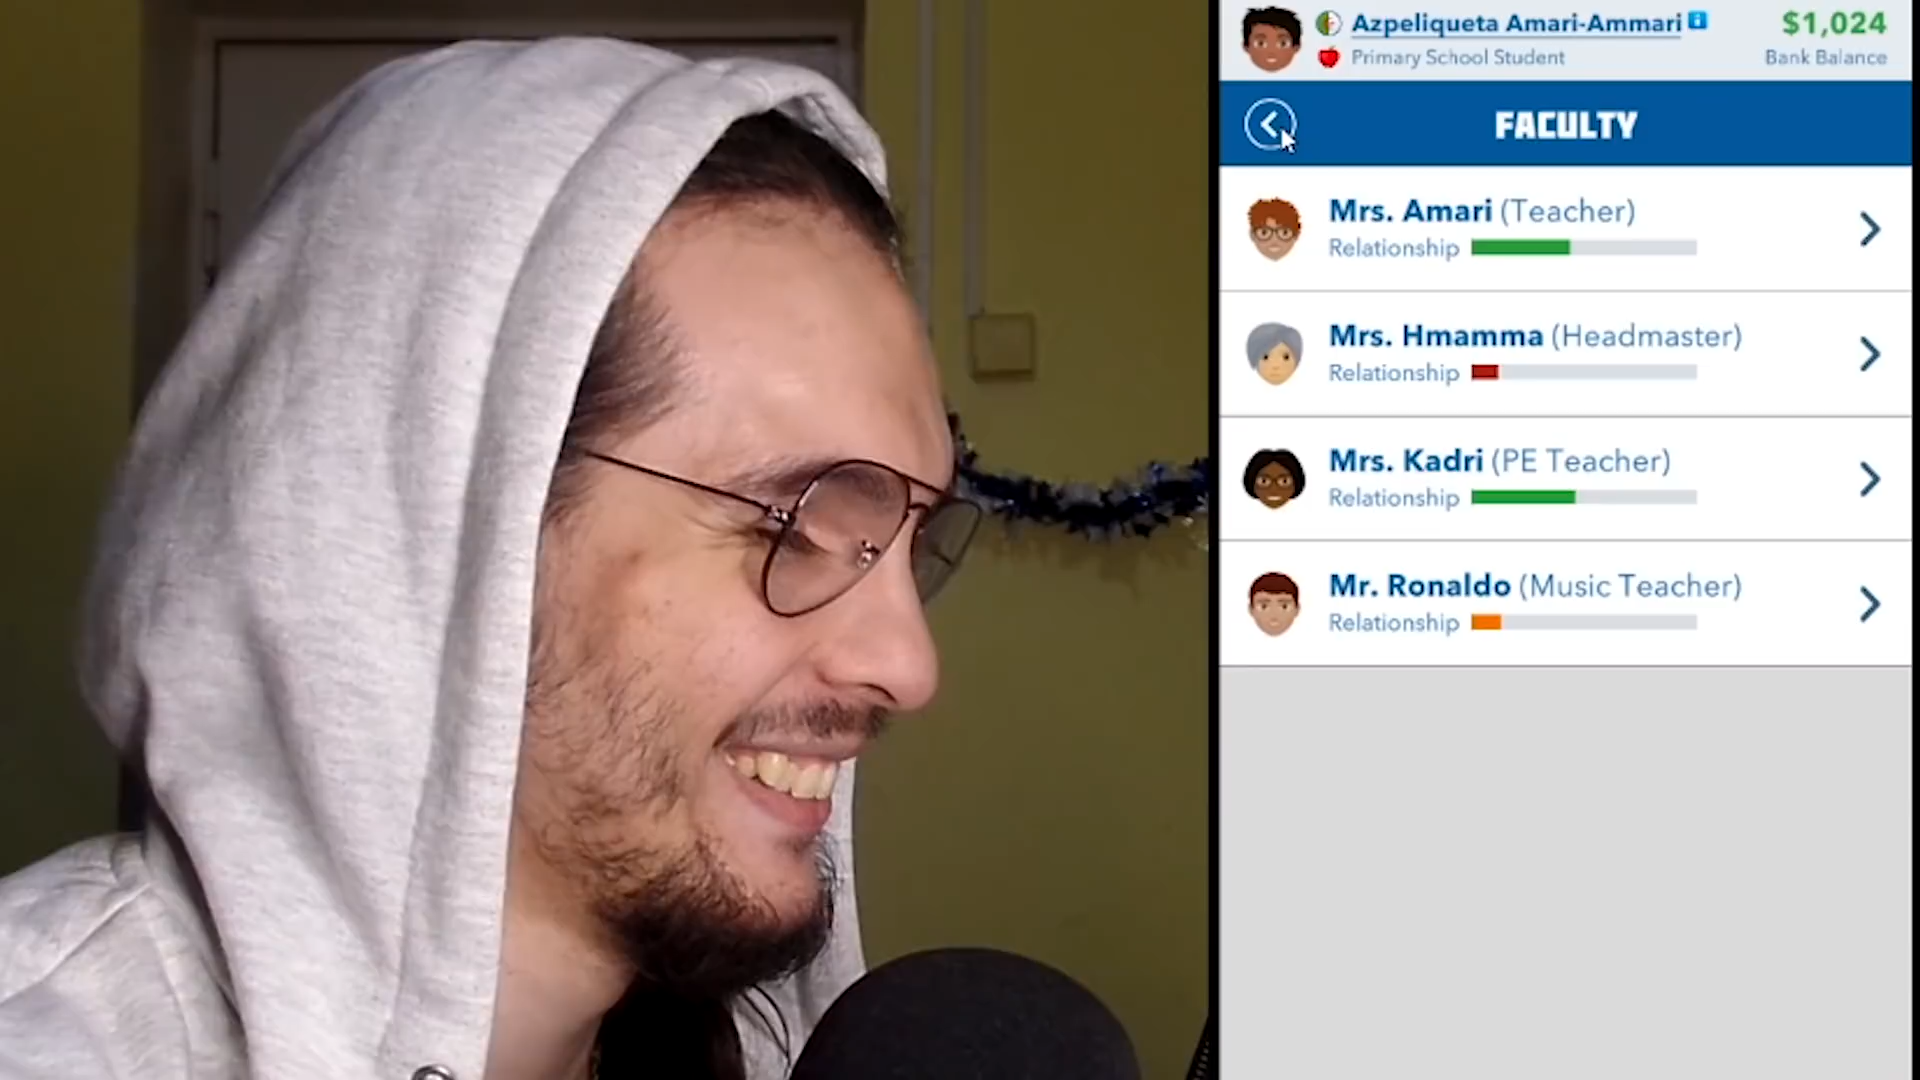 Azpeliqueta Amari-Ammari
$1,024
Primary School Student
Bank Balance
FACULTY
Mrs. Amari (Teacher)
Relationship
Mrs. Hmamma (Headmaster)
Relationship
Mrs. Kadri (PE Teacher)
Relationship
Mr. Ronaldo (Music Teacher)
Relationship